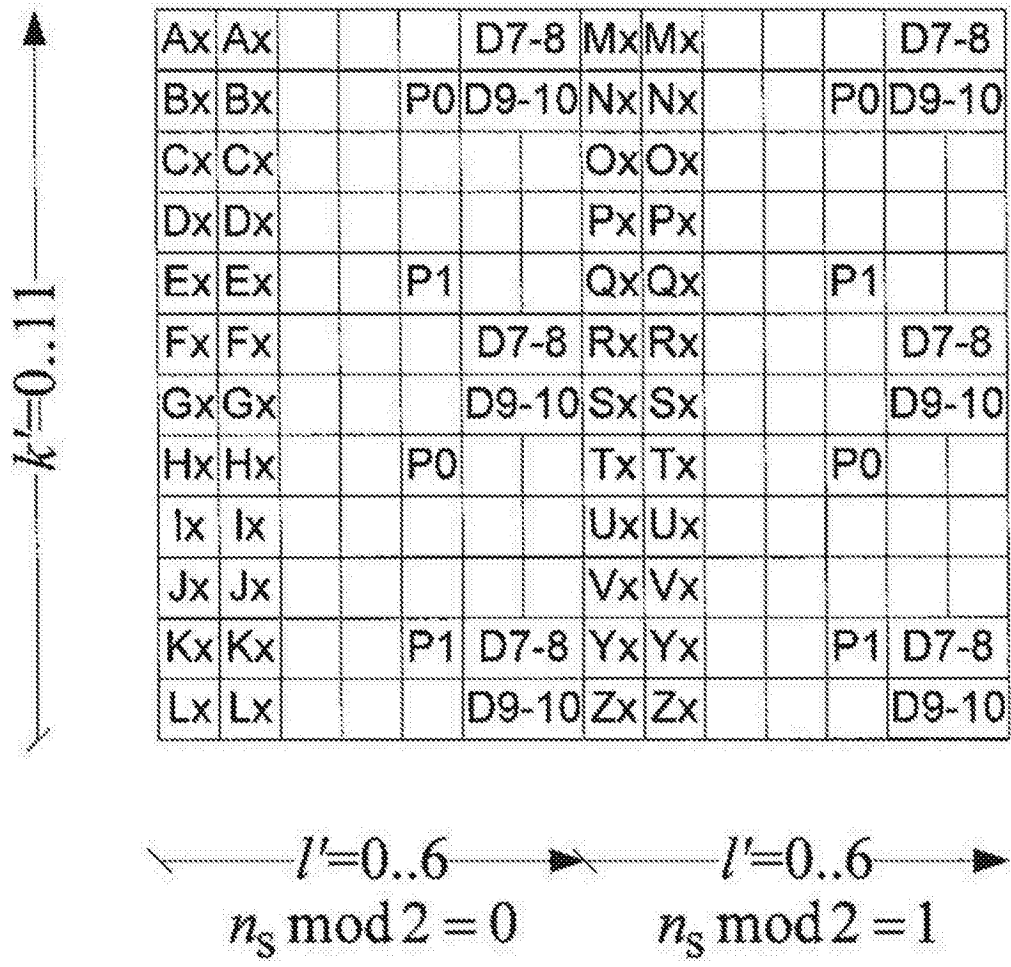 Ax Ax D7-8 Mx Mx D7-8
Bx Bx P0 D9-10 Nx Nx P0 D9-10
Cx Cx Ox Ox
Dx Dx Px Px
Ex Ex P1 Qx Qx P1
Fx Fx D7-8 Rx Rx D7-8
Gx Gx D9-10 Sx Sx D9-10
Hx Hx P0 Tx Tx P0
Ix Ix Ux Ux
Jx Jx Vx Vx
Kx Kx P1 D7-8 Yx Yx P1 D7-8
Lx Lx D9-10 Zx Zx D9-10
k'=0..11
l'=0..6 l'=0..6
nₛ mod 2 = 0 nₛ mod 2 = 1